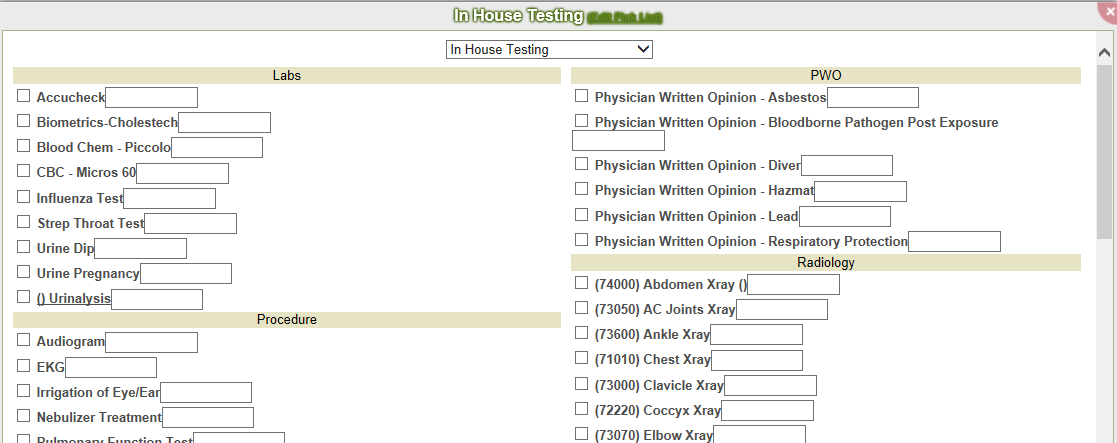 In House Testing (Edit Pick List)
In House Testing
Labs
Accucheck
Biometrics-Cholestech
Blood Chem - Piccolo
CBC - Micros 60
Influenza Test
Strep Throat Test
Urine Dip
Urine Pregnancy
() Urinalysis
Procedure
Audiogram
EKG
Irrigation of Eye/Ear
Nebulizer Treatment
Pulmonary Function Test
PWO
Physician Written Opinion - Asbestos
Physician Written Opinion - Bloodborne Pathogen Post Exposure
Physician Written Opinion - Diver
Physician Written Opinion - Hazmat
Physician Written Opinion - Lead
Physician Written Opinion - Respiratory Protection
Radiology
(74000) Abdomen Xray ()
(73050) AC Joints Xray
(73600) Ankle Xray
(71010) Chest Xray
(73000) Clavicle Xray
(72220) Coccyx Xray
(73070) Elbow Xray